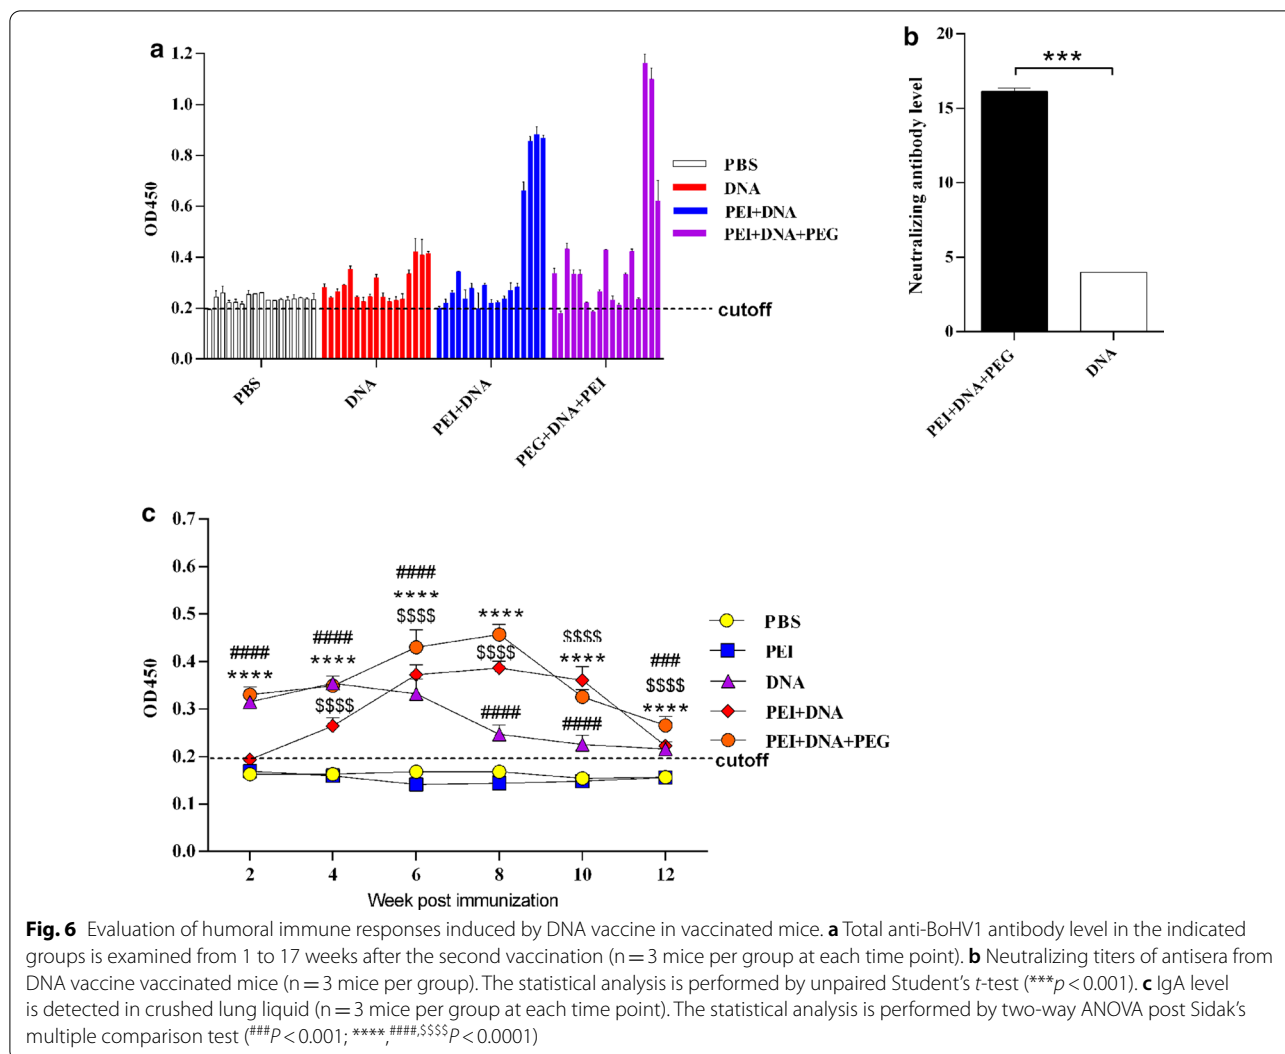 a
1.2
1.0
0.8
0.6
0.4
0.2
0.0
OD450
cutoff
PBS
DNA
PEI+DNA
PEG+DNA+PEI
PBS
DNA
PEI+DNA
PEI+DNA+PEG
b
20
15
10
5
0
Neutralizing antibody level
***
PEI+DNA+PEG
DNA
c
0.7
0.6
0.5
0.4
0.3
0.2
0.1
0.0
OD450
####
****
####
****
$$$$
####
****
$$$$
****
$$$$
####
$$$$
****
####
###
$$$$
****
cutoff
2
4
6
8
10
12
Week post immunization
PBS
PEI
DNA
PEI+DNA
PEI+DNA+PEG
Fig. 6 Evaluation of humoral immune responses induced by DNA vaccine in vaccinated mice. a Total anti-BoHV1 antibody level in the indicated
groups is examined from 1 to 17 weeks after the second vaccination (n = 3 mice per group at each time point). b Neutralizing titers of antisera from
DNA vaccine vaccinated mice (n = 3 mice per group). The statistical analysis is performed by unpaired Student's t-test (***p < 0.001). c IgA level
is detected in crushed lung liquid (n = 3 mice per group at each time point). The statistical analysis is performed by two-way ANOVA post Sidak's
multiple comparison test (###P < 0.001; ****,####,$$$$P < 0.0001)